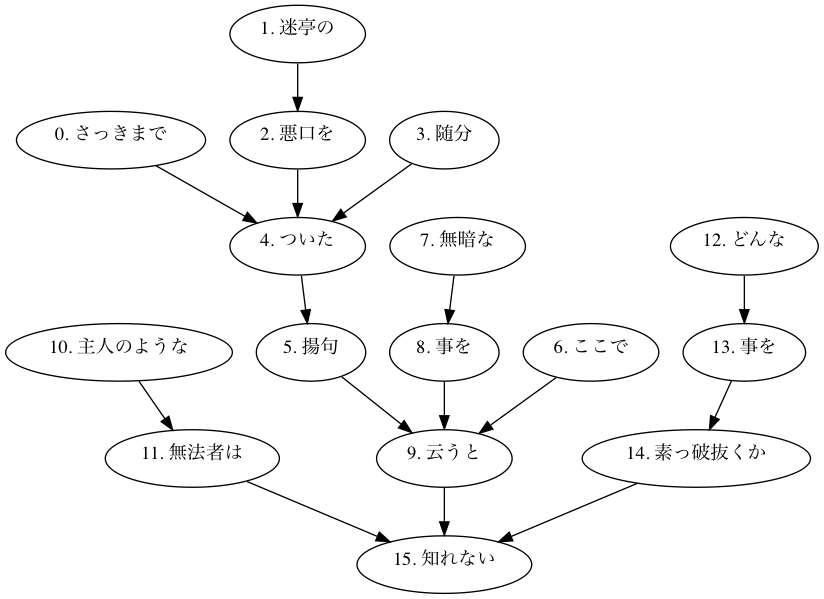 1. 迷亭の
0. さっきまで
2. 悪口を
3. 随分
4. ついた
7. 無暗な
12. どんな
10. 主人のような
5. 揚句
8. 事を
6. ここで
13. 事を
11. 無法者は
9. 云うと
14. 素っ破抜くか
15. 知れない